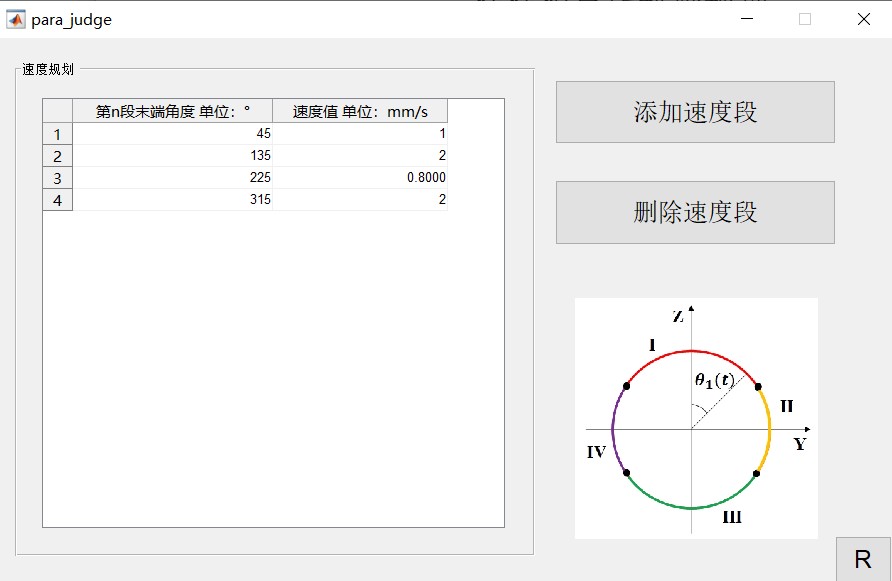 para_judge
速度规划
第n段末端角度 单位：° 速度值 单位：mm/s
1 45 1
2 135 2
3 225 0.8000
4 315 2
添加速度段
删除速度段
Z
I
θ₁(t)
II
Y
IV
III
R